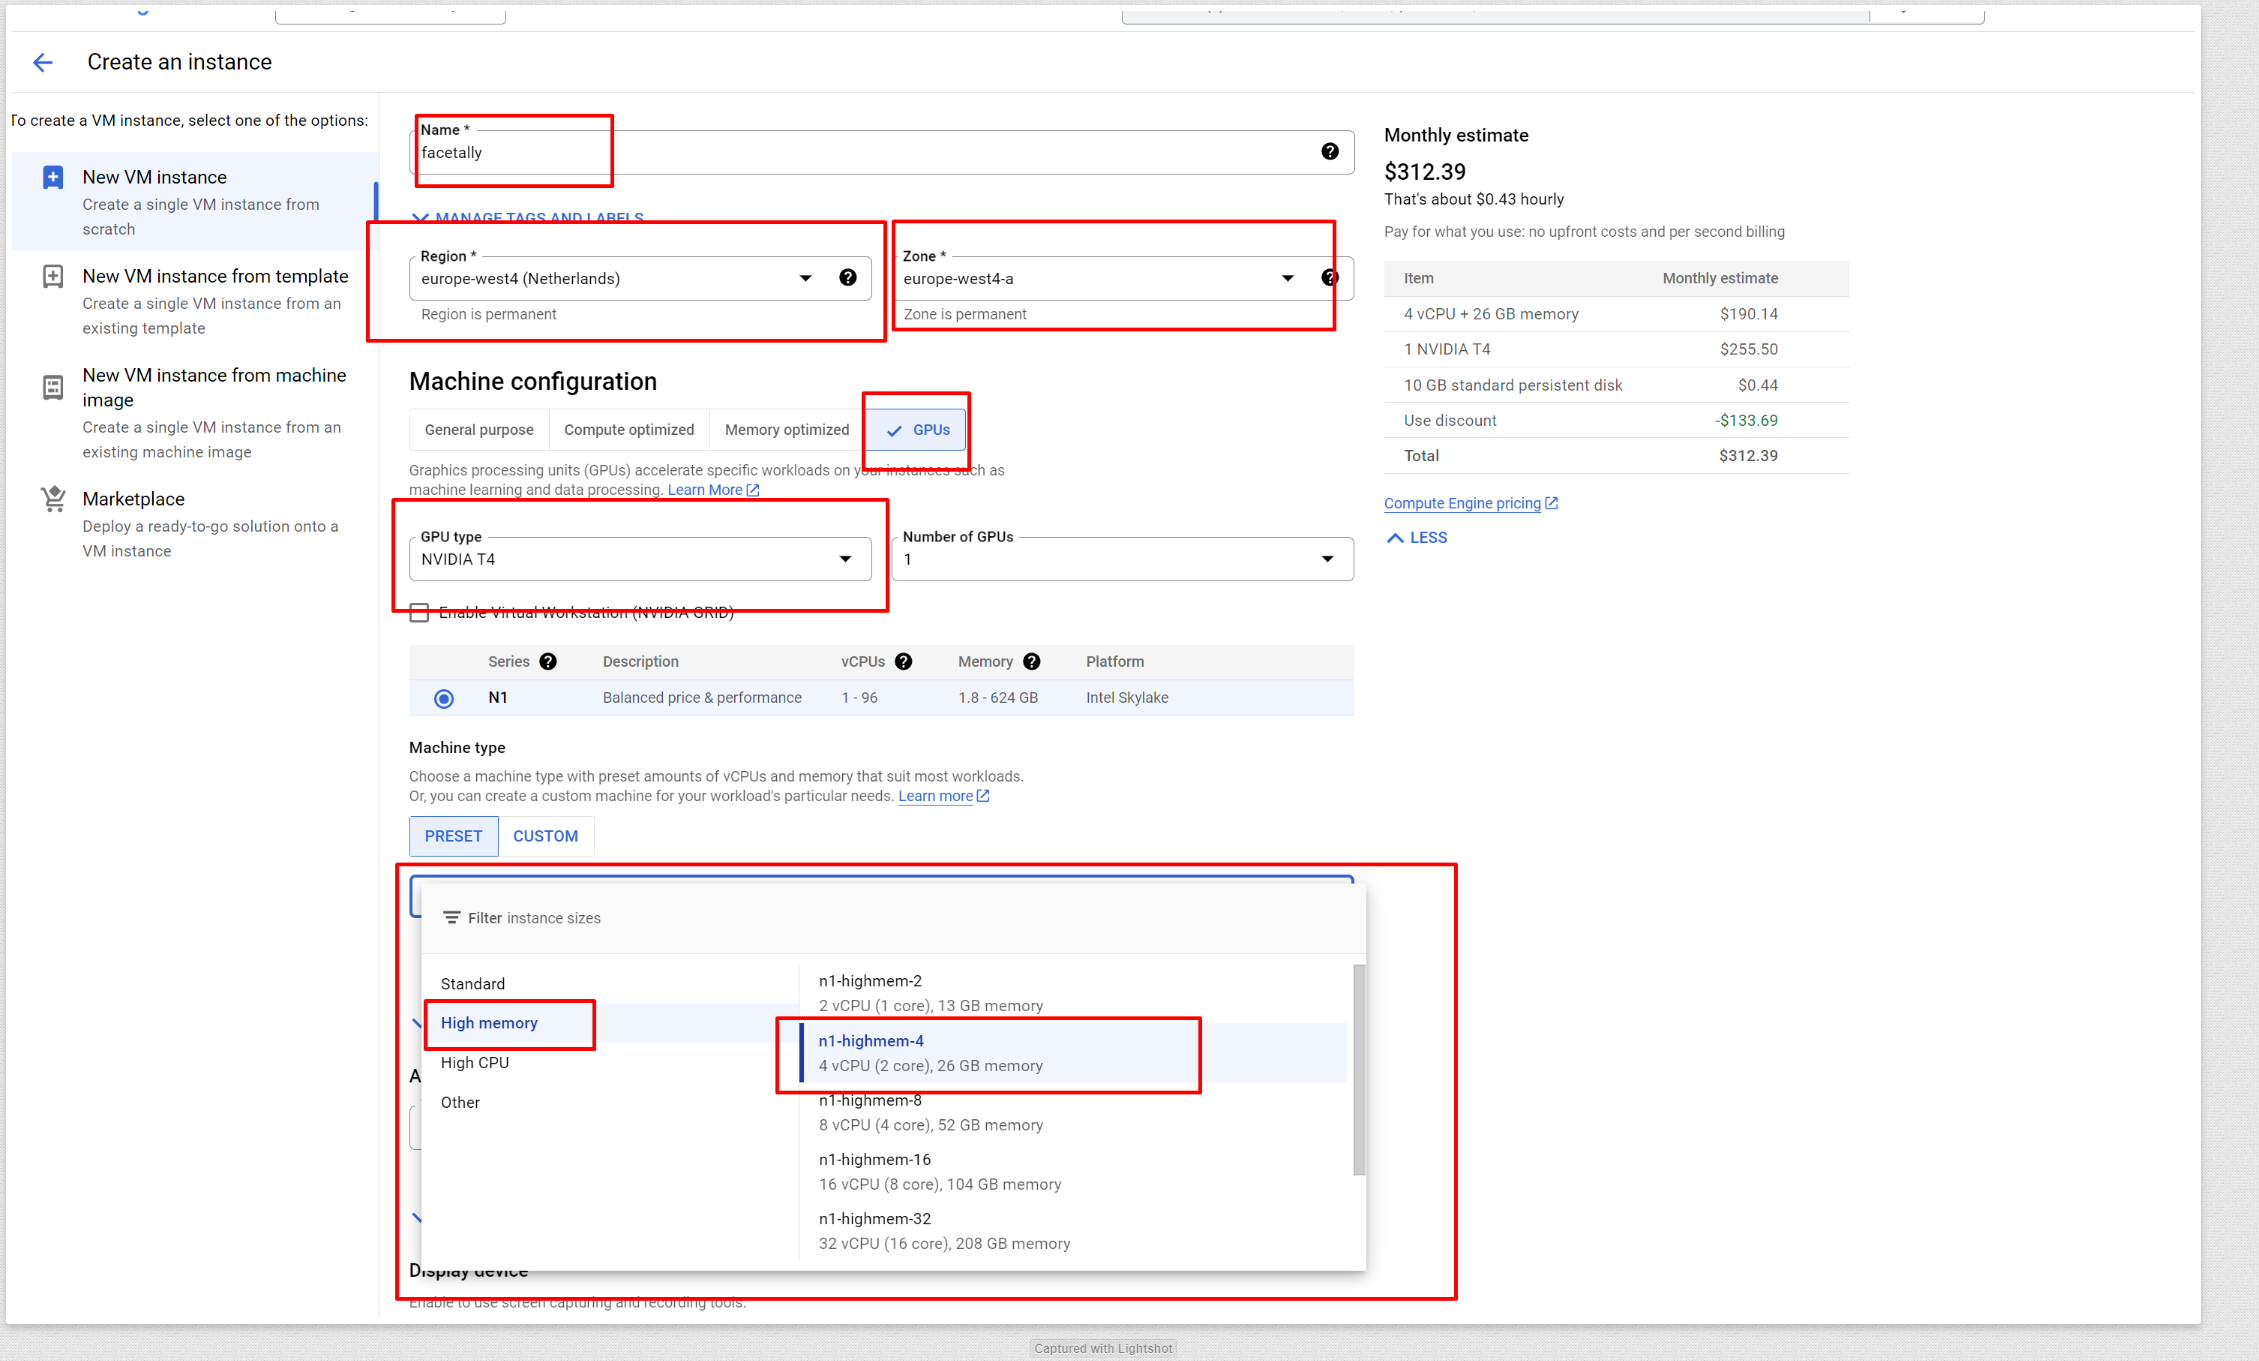 Create an instance
To create a VM instance, select one of the options:
New VM instance
Create a single VM instance from
scratch
New VM instance from template
Create a single VM instance from an
existing template
New VM instance from machine
image
Create a single VM instance from an
existing machine image
Marketplace
Deploy a ready-to-go solution onto a
VM instance
Name *
facetally
MANAGE TAGS AND LABELS
Region *
europe-west4 (Netherlands)
Region is permanent
Zone *
europe-west4-a
Zone is permanent
Machine configuration
General purpose
Compute optimized
Memory optimized
GPUs
Graphics processing units (GPUs) accelerate specific workloads on your instances such as
machine learning and data processing. Learn More
GPU type
NVIDIA T4
Number of GPUs
1
Enable Virtual Workstation (NVIDIA GRID)
Series Description vCPUs Memory Platform
N1 Balanced price & performance 1 - 96 1.8 - 624 GB Intel Skylake
Machine type
Choose a machine type with preset amounts of vCPUs and memory that suit most workloads.
Or, you can create a custom machine for your workload's particular needs. Learn more
PRESET CUSTOM
Filter instance sizes
Standard
High memory
High CPU
Other
n1-highmem-2
2 vCPU (1 core), 13 GB memory
n1-highmem-4
4 vCPU (2 core), 26 GB memory
n1-highmem-8
8 vCPU (4 core), 52 GB memory
n1-highmem-16
16 vCPU (8 core), 104 GB memory
n1-highmem-32
32 vCPU (16 core), 208 GB memory
A
Display device
Enable to use screen capturing and recording tools.
Monthly estimate
$312.39
That's about $0.43 hourly
Pay for what you use: no upfront costs and per second billing
Item Monthly estimate
4 vCPU + 26 GB memory $190.14
1 NVIDIA T4 $255.50
10 GB standard persistent disk $0.44
Use discount -$133.69
Total $312.39
Compute Engine pricing
LESS
Captured with Lightshot